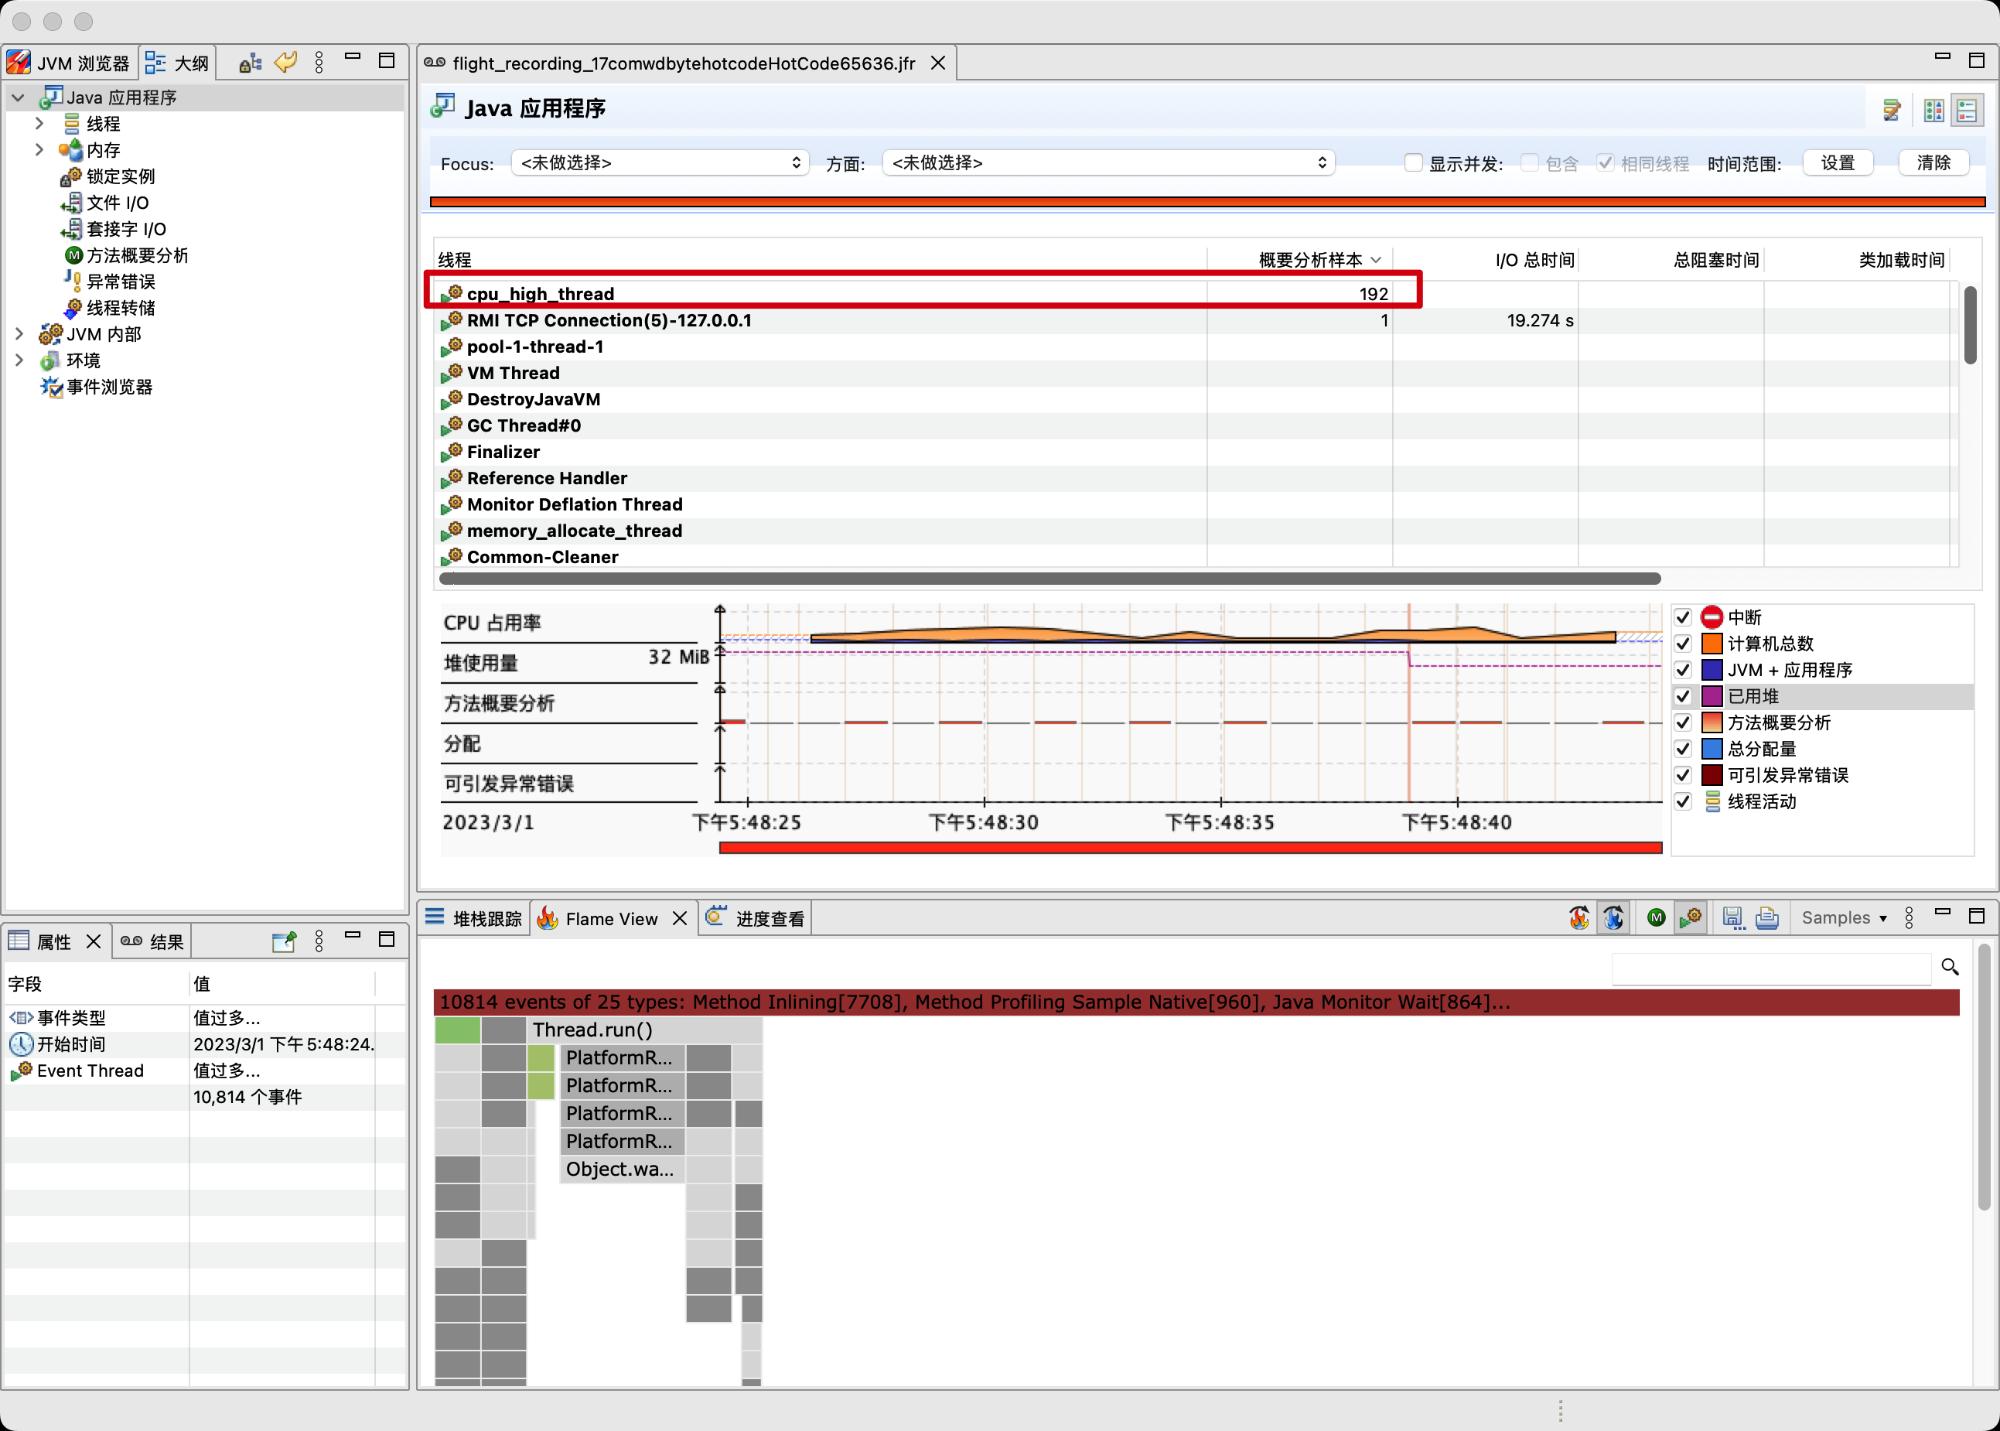 JVM 浏览器
大纲
Java 应用程序
线程
内存
锁定实例
文件 I/O
套接字 I/O
方法概要分析
异常错误
线程转储
JVM 内部
环境
事件浏览器
属性
结果
字段 值
事件类型 值过多...
开始时间 2023/3/1 下午5:48:24.
Event Thread 值过多...
10,814 个事件
flight_recording_17comwdbytehotcodeHotCode65636.jfr
Java 应用程序
Focus: <未做选择> 方面: <未做选择> 显示并发: 包含 相同线程 时间范围: 设置 清除
线程 概要分析样本 I/O 总时间 总阻塞时间 类加载时间
cpu_high_thread 192
RMI TCP Connection(5)-127.0.0.1 1 19.274 s
pool-1-thread-1
VM Thread
DestroyJavaVM
GC Thread#0
Finalizer
Reference Handler
Monitor Deflation Thread
memory_allocate_thread
Common-Cleaner
CPU 占用率
堆使用量 32 MiB
方法概要分析
分配
可引发异常错误
2023/3/1 下午5:48:25 下午5:48:30 下午5:48:35 下午5:48:40
中断
计算机总数
JVM + 应用程序
已用堆
方法概要分析
总分配量
可引发异常错误
线程活动
堆栈跟踪
Flame View
进度查看
Samples
10814 events of 25 types: Method Inlining[7708], Method Profiling Sample Native[960], Java Monitor Wait[864]...
Thread.run()
PlatformR...
PlatformR...
PlatformR...
PlatformR...
Object.wa...